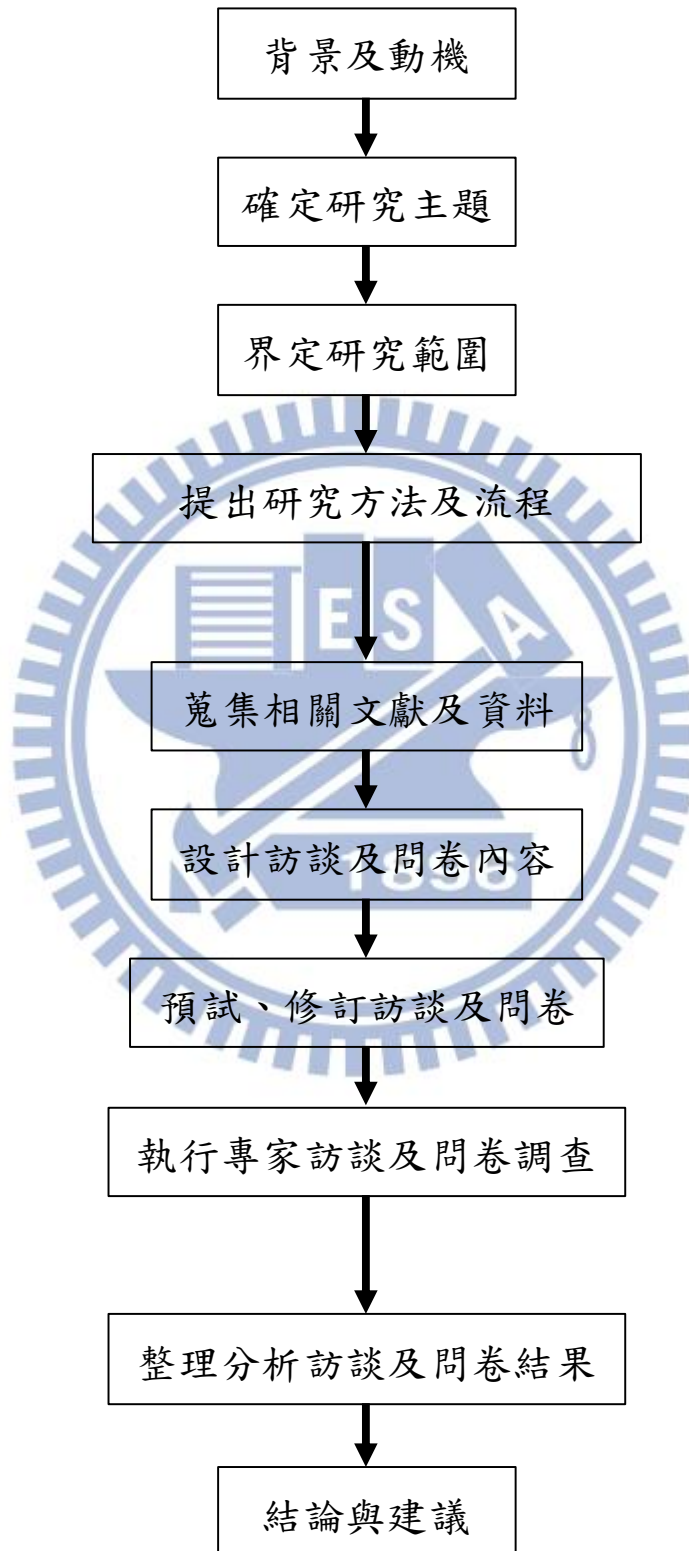 背景及動機
確定研究主題
界定研究範圍
提出研究方法及流程
E S A
蒐集相關文獻及資料
設計訪談及問卷內容
1896
預試、修訂訪談及問卷
執行專家訪談及問卷調查
整理分析訪談及問卷結果
結論與建議